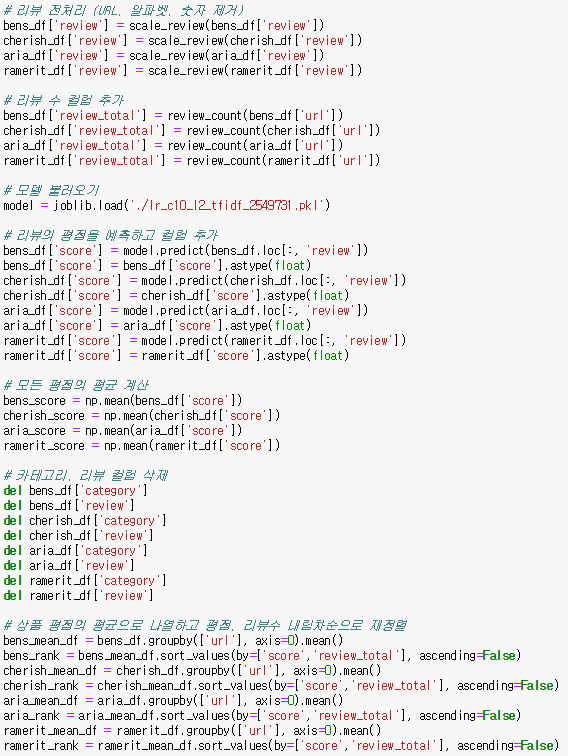 # 리뷰 전처리 (URL, 알파벳, 숫자 제거)
bens_df['review'] = scale_review(bens_df['review'])
cherish_df['review'] = scale_review(cherish_df['review'])
aria_df['review'] = scale_review(aria_df['review'])
ramerit_df['review'] = scale_review(ramerit_df['review'])

# 리뷰 수 컬럼 추가
bens_df['review_total'] = review_count(bens_df['url'])
cherish_df['review_total'] = review_count(cherish_df['url'])
aria_df['review_total'] = review_count(aria_df['url'])
ramerit_df['review_total'] = review_count(ramerit_df['url'])

# 모델 불러오기
model = joblib.load('./lr_c10_l2_tfidf_2549731.pkl')

# 리뷰의 평점을 예측하고 컬럼 추가
bens_df['score'] = model.predict(bens_df.loc[:, 'review'])
bens_df['score'] = bens_df['score'].astype(float)
cherish_df['score'] = model.predict(cherish_df.loc[:, 'review'])
cherish_df['score'] = cherish_df['score'].astype(float)
aria_df['score'] = model.predict(aria_df.loc[:, 'review'])
aria_df['score'] = aria_df['score'].astype(float)
ramerit_df['score'] = model.predict(ramerit_df.loc[:, 'review'])
ramerit_df['score'] = ramerit_df['score'].astype(float)

# 모든 평점의 평균 계산
bens_score = np.mean(bens_df['score'])
cherish_score = np.mean(cherish_df['score'])
aria_score = np.mean(aria_df['score'])
ramerit_score = np.mean(ramerit_df['score'])

# 카테고리, 리뷰 컬럼 삭제
del bens_df['category']
del bens_df['review']
del cherish_df['category']
del cherish_df['review']
del aria_df['category']
del aria_df['review']
del ramerit_df['category']
del ramerit_df['review']

# 상품 평점의 평균으로 나열하고 평점, 리뷰수 내림차순으로 재정렬
bens_mean_df = bens_df.groupby(['url'], axis=0).mean()
bens_rank = bens_mean_df.sort_values(by=['score','review_total'], ascending=False)
cherish_mean_df = cherish_df.groupby(['url'], axis=0).mean()
cherish_rank = cherish_mean_df.sort_values(by=['score','review_total'], ascending=False)
aria_mean_df = aria_df.groupby(['url'], axis=0).mean()
aria_rank = aria_mean_df.sort_values(by=['score','review_total'], ascending=False)
ramerit_mean_df = ramerit_df.groupby(['url'], axis=0).mean()
ramerit_rank = ramerit_mean_df.sort_values(by=['score','review_total'], ascending=False)